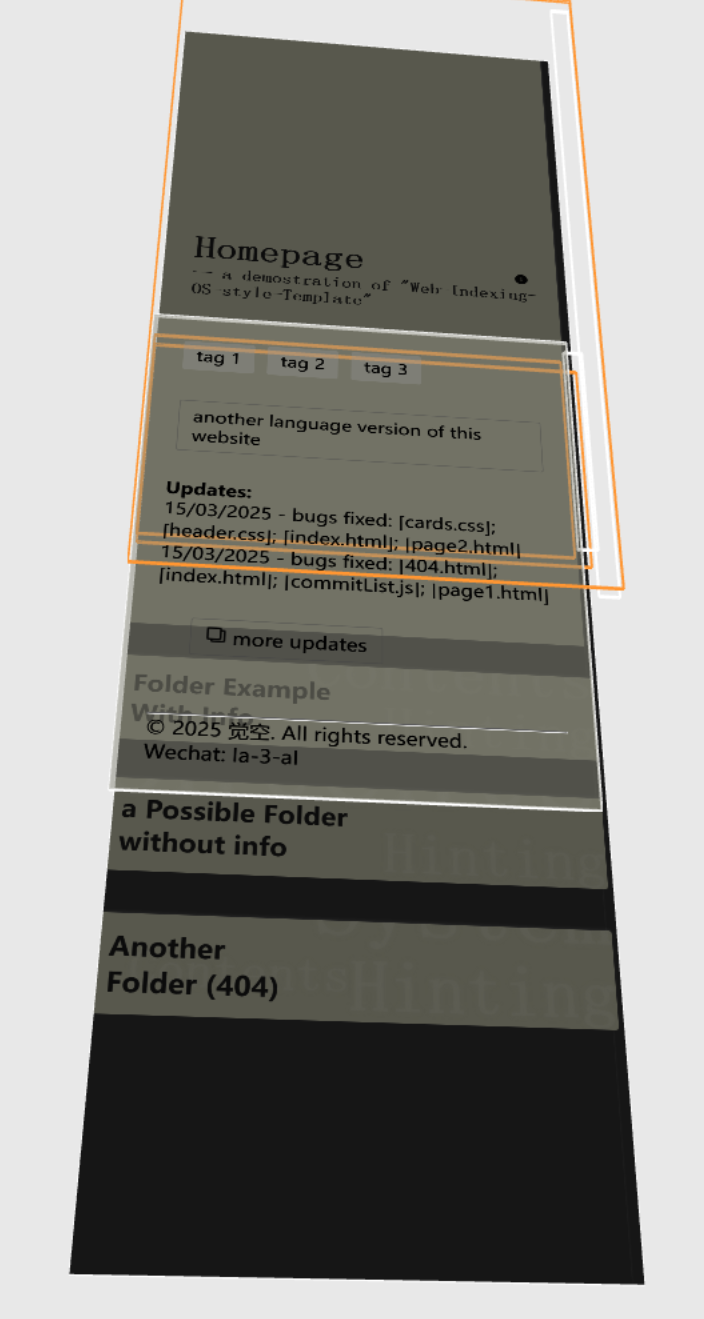 Homepage
-- a demostration of "Web Indexing-
OS-style-Template"
tag 1 tag 2 tag 3
another language version of this
website
Updates:
15/03/2025 - bugs fixed: [cards.css];
[header.css]; [index.html]; [page2.html]
15/03/2025 - bugs fixed: [404.html];
[index.html]; [commitList.js]; [page1.html]
more updates
Folder Example
With Info
© 2025 觉空. All rights reserved.
Wechat: la-3-al
a Possible Folder
without info
Hinting
System
Another
Folder (404)
Hinting